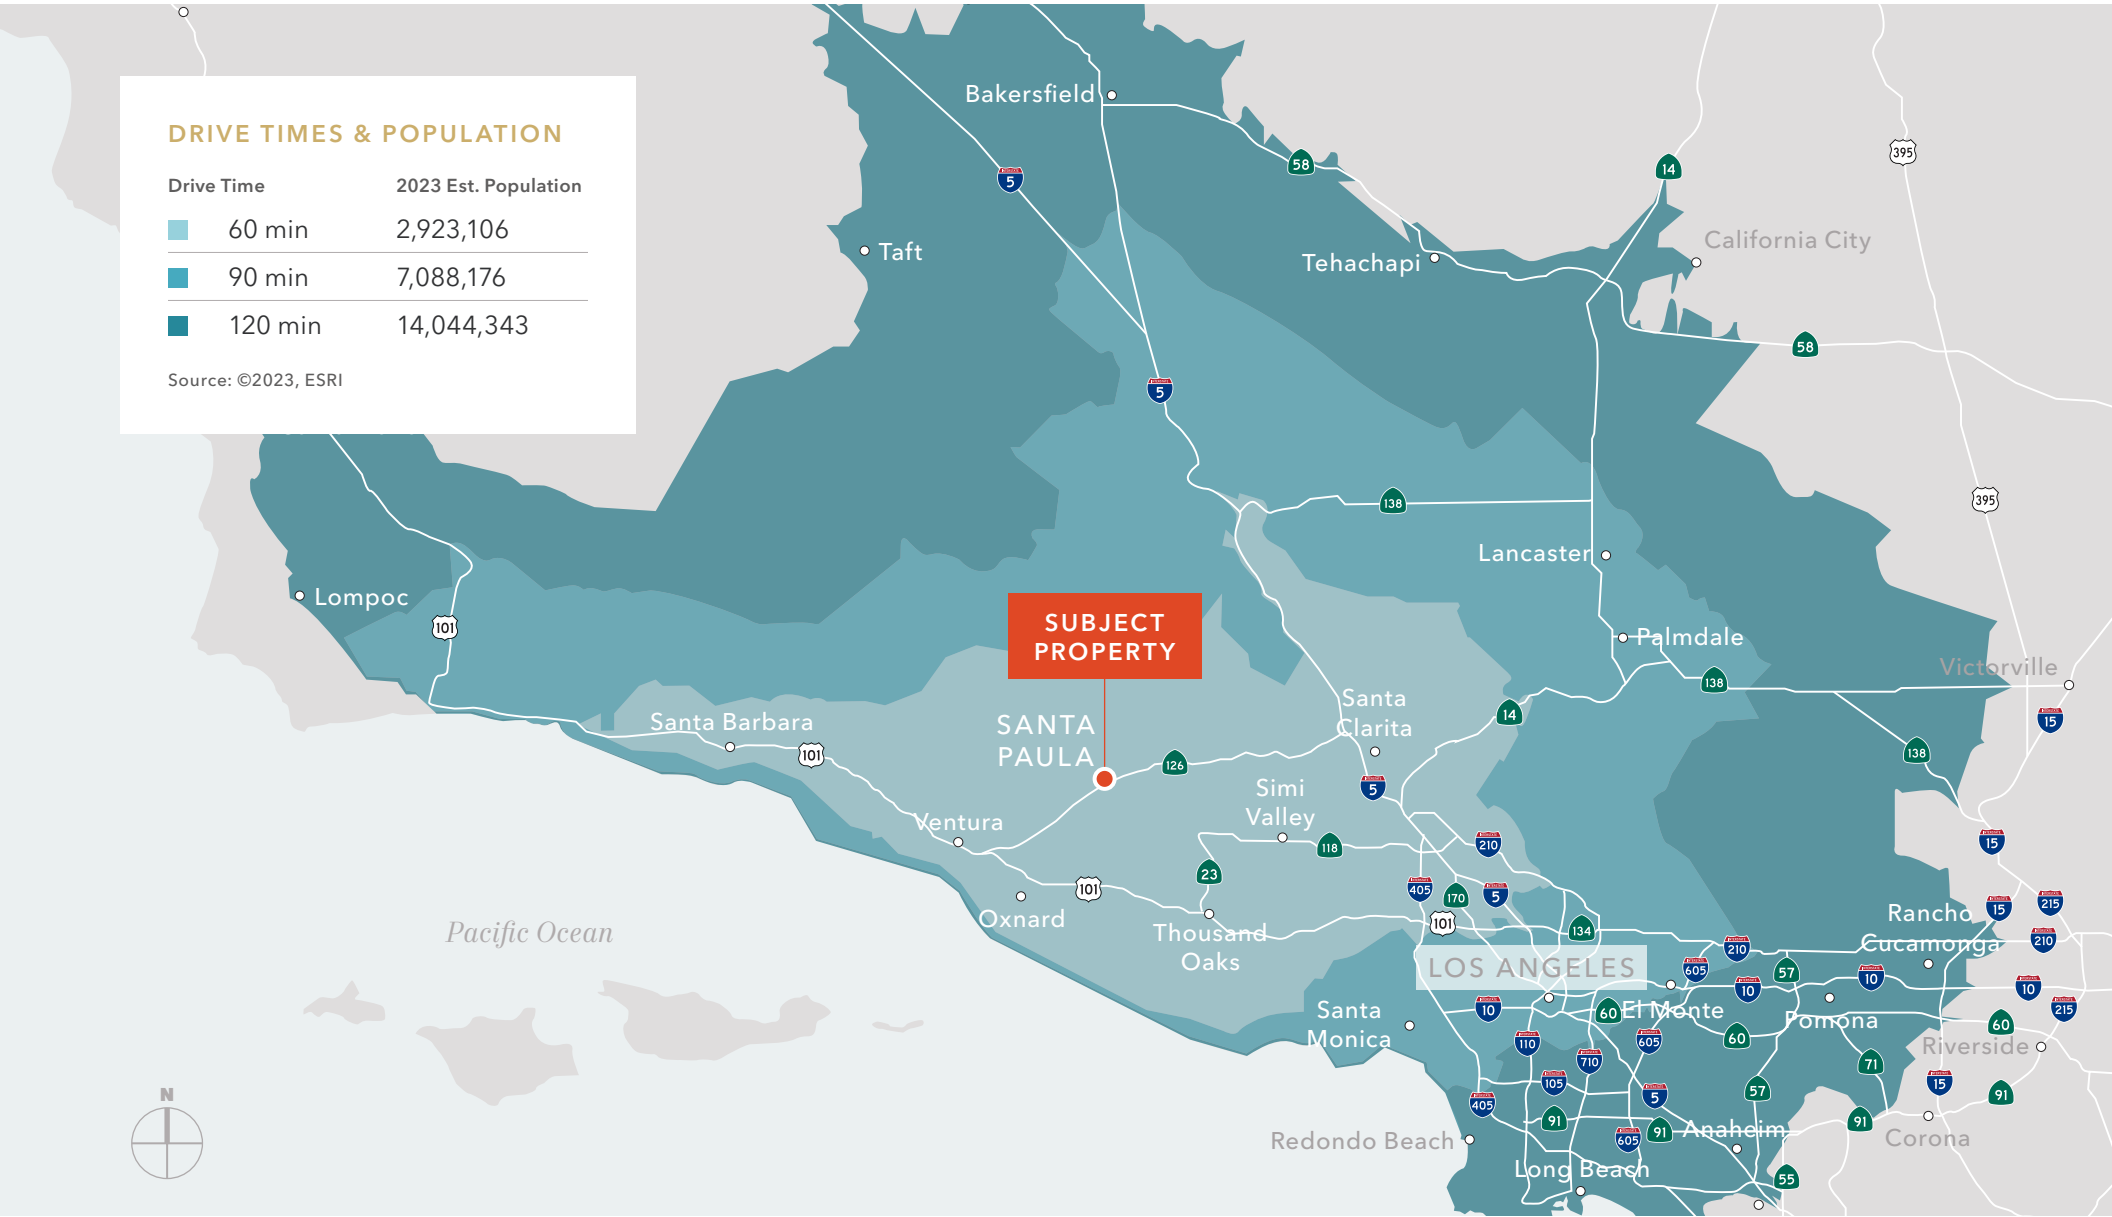 DRIVE TIMES & POPULATION
Drive Time 2023 Est. Population
60 min 2,923,106
90 min 7,088,176
120 min 14,044,343
Source: ©2023, ESRI
Bakersfield
5
58
14
395
Taft
Tehachapi
California City
58
5
138
395
Lancaster
Lompoc
101
SUBJECT
PROPERTY
Palmdale
138
Victorville
15
Santa Barbara
101
SANTA
PAULA
126
Santa
Clarita
14
5
138
Simi
Valley
Ventura
118
210
15
23
101
405
170
5
101
134
Oxnard
Thousand
Oaks
Rancho
Cucamonga
15
215
210
210
Pacific Ocean
LOS ANGELES
605
57
10
10
10
215
Santa
Monica
10
60
El Monte
Pomona
60
110
710
605
60
71
Riverside
105
5
57
15
91
405
91
605
91
Anaheim
91
Corona
Redondo Beach
Long Beach
55
N